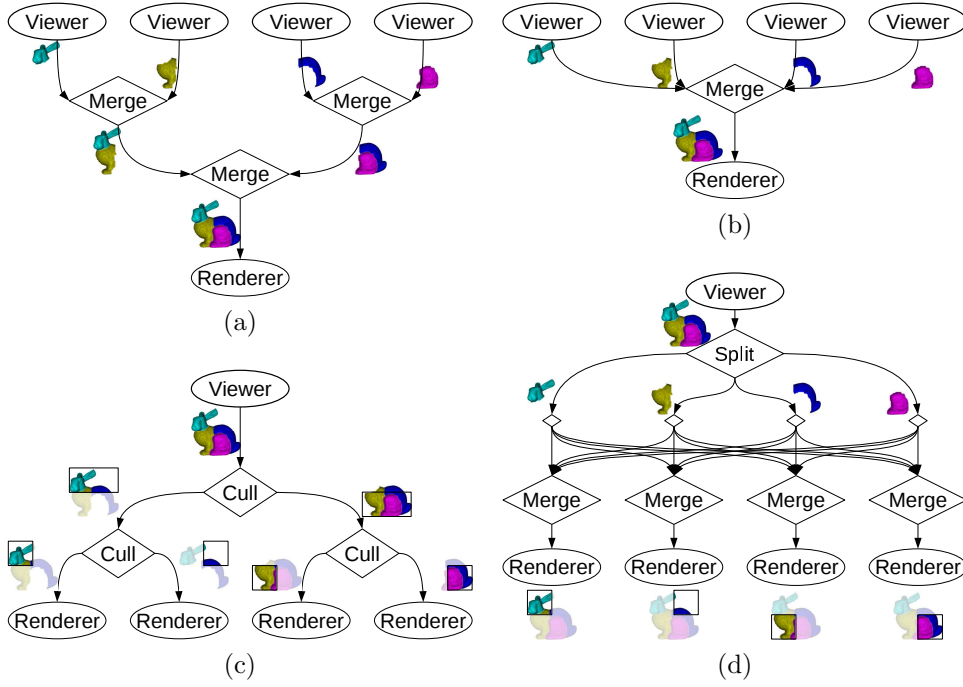 Viewer Viewer Viewer Viewer
Merge Merge
Merge
Renderer
(a)
Viewer Viewer Viewer Viewer
Merge
Renderer
(b)
Viewer
Cull
Cull Cull
Renderer Renderer Renderer Renderer
(c)
Viewer
Split
Merge Merge Merge Merge
Renderer Renderer Renderer Renderer
(d)